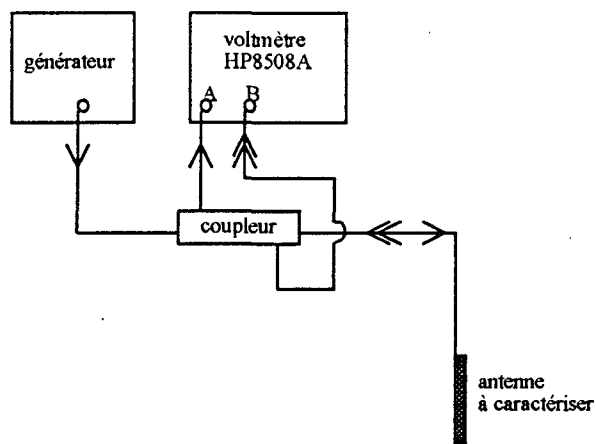 générateur
voltmètre
HP8508A
A
B
coupleur
antenne
à caractériser